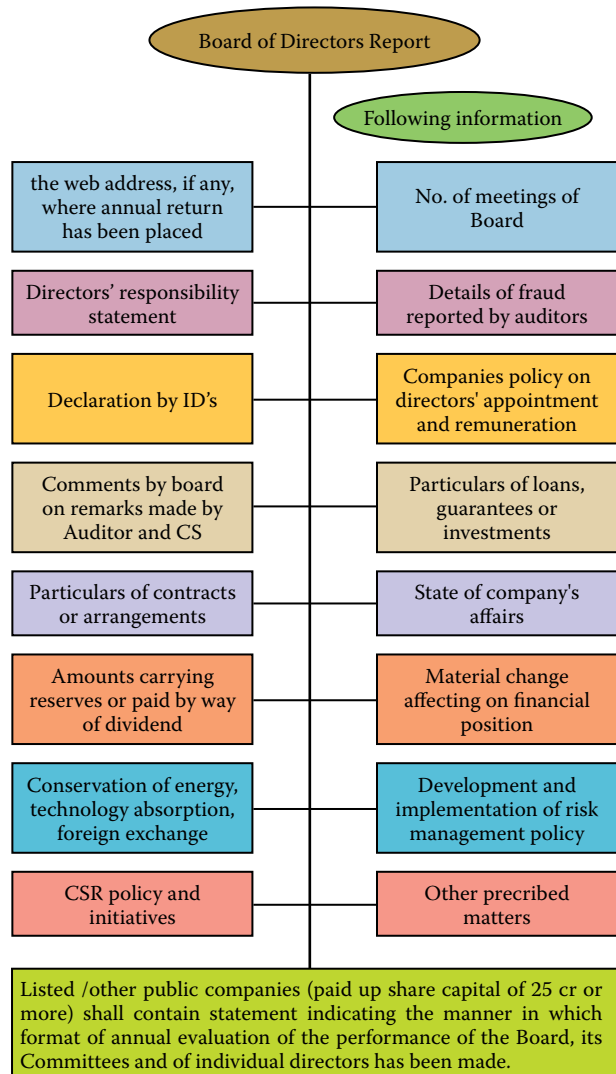 Board of Directors Report
Following information
the web address, if any,
where annual return
has been placed
No. of meetings of
Board
Directors’ responsibility
statement
Details of fraud
reported by auditors
Declaration by ID’s
Companies policy on
directors' appointment
and remuneration
Comments by board
on remarks made by
Auditor and CS
Particulars of loans,
guarantees or
investments
Particulars of contracts
or arrangements
State of company's
affairs
Amounts carrying
reserves or paid by way
of dividend
Material change
affecting on financial
position
Conservation of energy,
technology absorption,
foreign exchange
Development and
implementation of risk
management policy
CSR policy and
initiatives
Other precribed
matters
Listed /other public companies (paid up share capital of 25 cr or
more) shall contain statement indicating the manner in which
format of annual evaluation of the performance of the Board, its
Committees and of individual directors has been made.